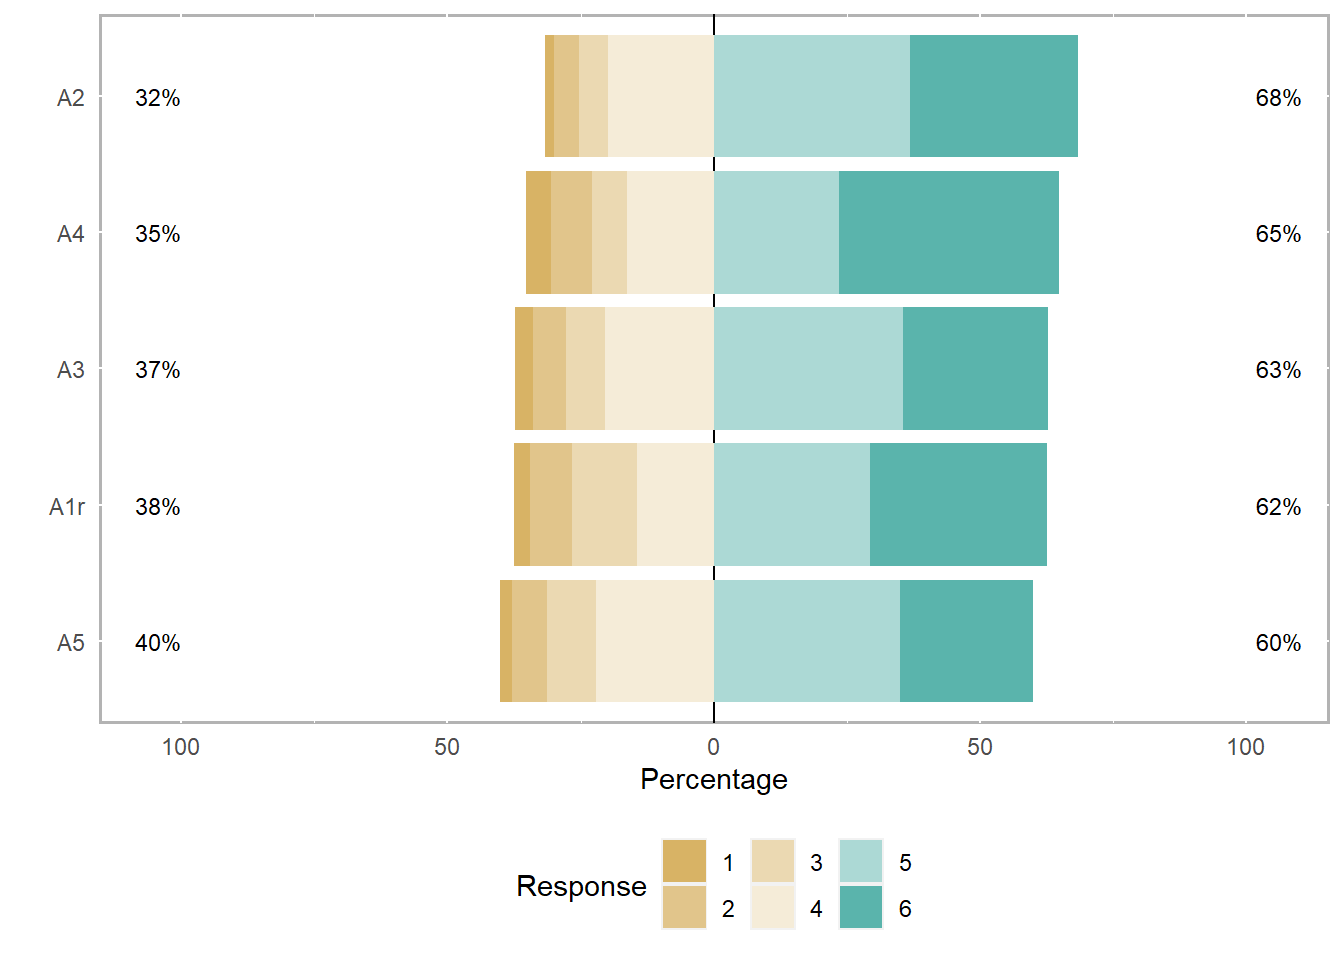 A2 32% 68%
A4 35% 65%
A3 37% 63%
A1r 38% 62%
A5 40% 60%
100 50 0 50 100
Percentage
Response
1 3 5
2 4 6